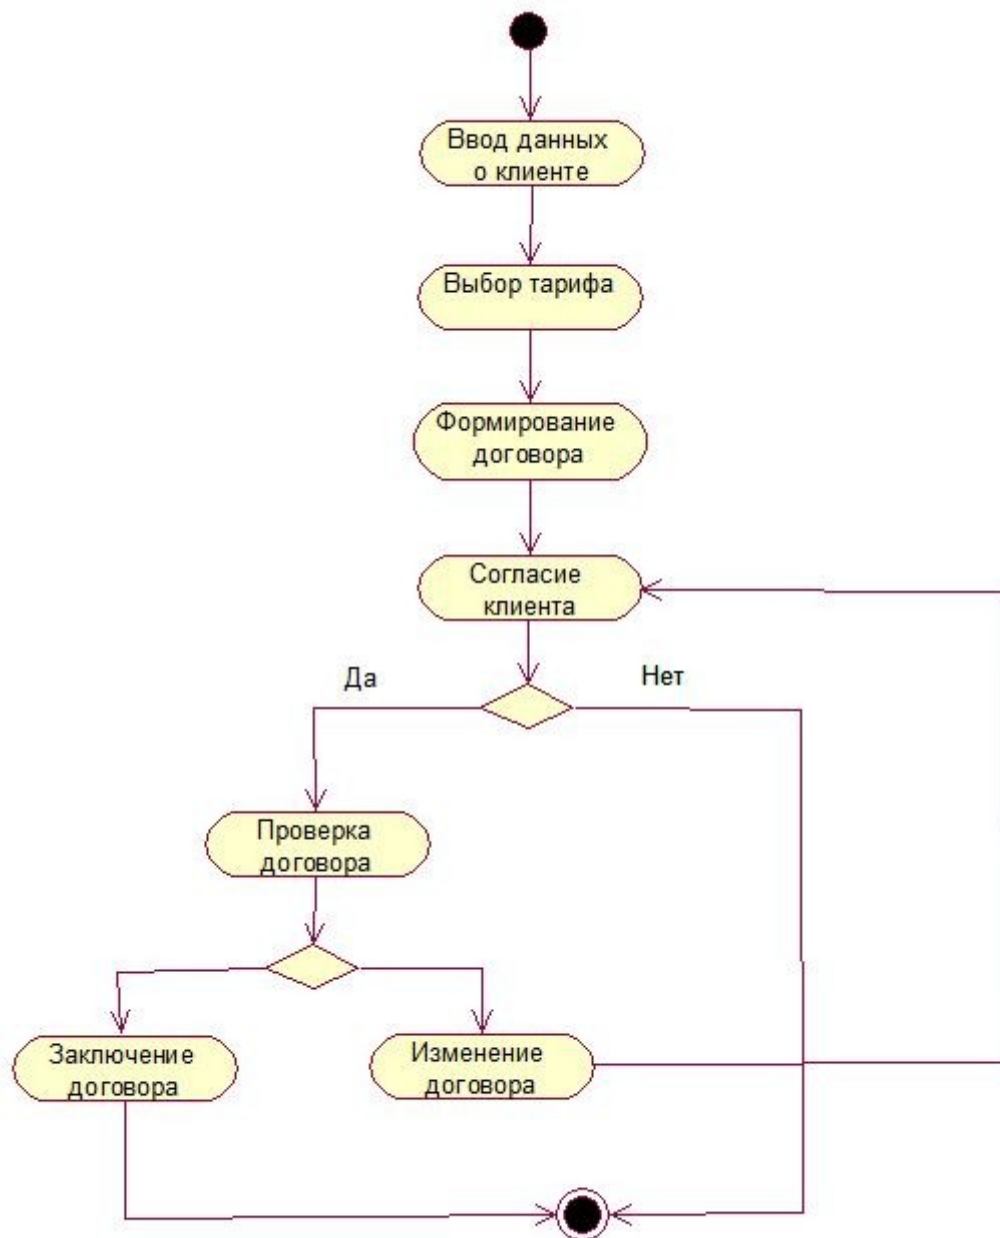 Ввод данных
о клиенте
Выбор тарифа
Формирование
договора
Согласие
клиента
Да
Нет
Проверка
договора
Заключение
договора
Изменение
договора